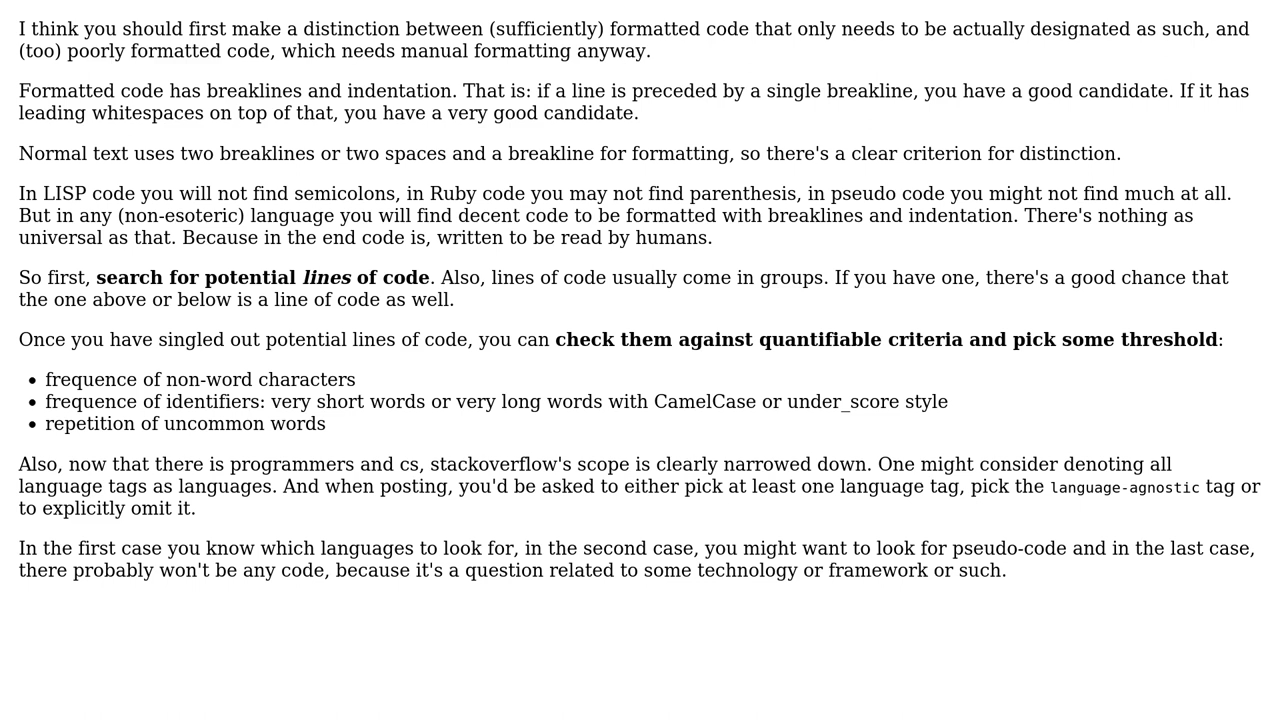 I think you should first make a distinction between (sufficiently) formatted code that only needs to be actually designated as such, and
(too) poorly formatted code, which needs manual formatting anyway.
Formatted code has breaklines and indentation. That is: if a line is preceded by a single breakline, you have a good candidate. If it has
leading whitespaces on top of that, you have a very good candidate.
Normal text uses two breaklines or two spaces and a breakline for formatting, so there's a clear criterion for distinction.
In LISP code you will not find semicolons, in Ruby code you may not find parenthesis, in pseudo code you might not find much at all.
But in any (non-esoteric) language you will find decent code to be formatted with breaklines and indentation. There's nothing as
universal as that. Because in the end code is, written to be read by humans.
So first, search for potential lines of code. Also, lines of code usually come in groups. If you have one, there's a good chance that
the one above or below is a line of code as well.
Once you have singled out potential lines of code, you can check them against quantifiable criteria and pick some threshold:
• frequence of non-word characters
• frequence of identifiers: very short words or very long words with CamelCase or under_score style
• repetition of uncommon words
Also, now that there is programmers and cs, stackoverflow's scope is clearly narrowed down. One might consider denoting all
language tags as languages. And when posting, you'd be asked to either pick at least one language tag, pick the language-agnostic tag or
to explicitly omit it.
In the first case you know which languages to look for, in the second case, you might want to look for pseudo-code and in the last case,
there probably won't be any code, because it's a question related to some technology or framework or such.